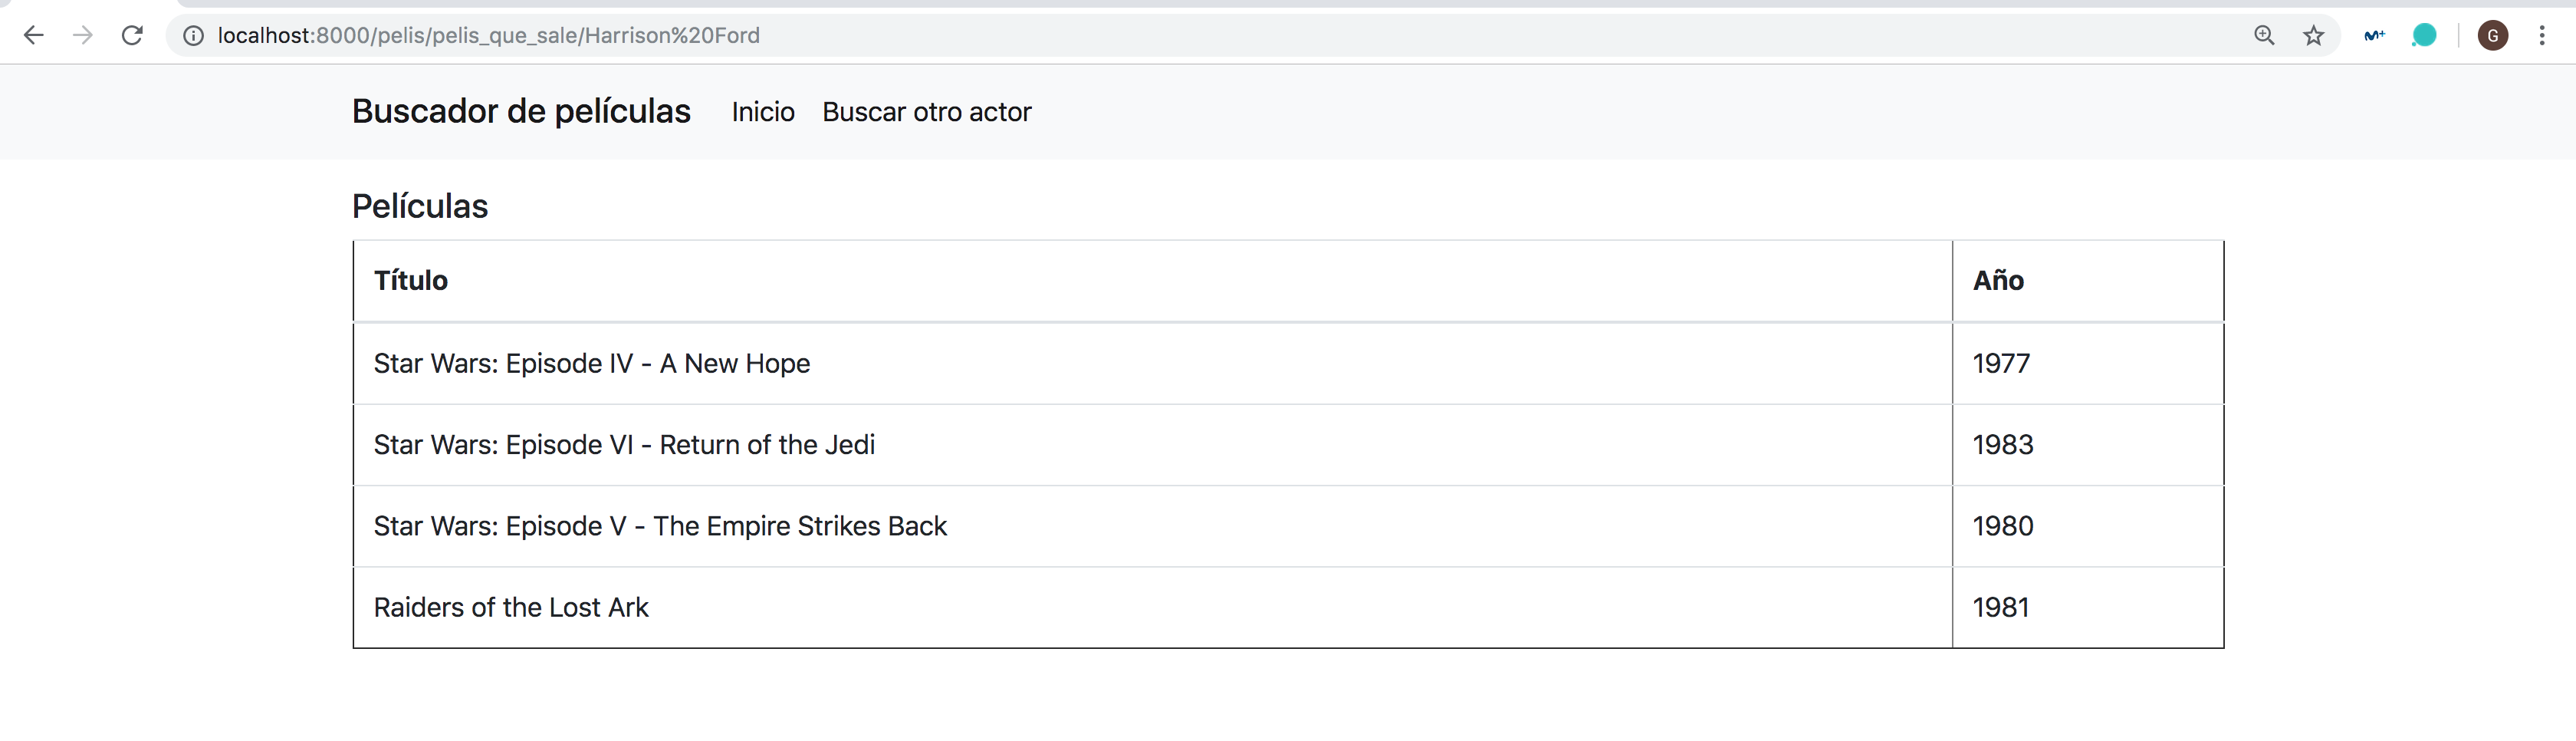 localhost:8000/pelis/pelis_que_sale/Harrison%20Ford
G
Buscador de películas Inicio Buscar otro actor
Películas
Título Año
Star Wars: Episode IV - A New Hope 1977
Star Wars: Episode VI - Return of the Jedi 1983
Star Wars: Episode V - The Empire Strikes Back 1980
Raiders of the Lost Ark 1981